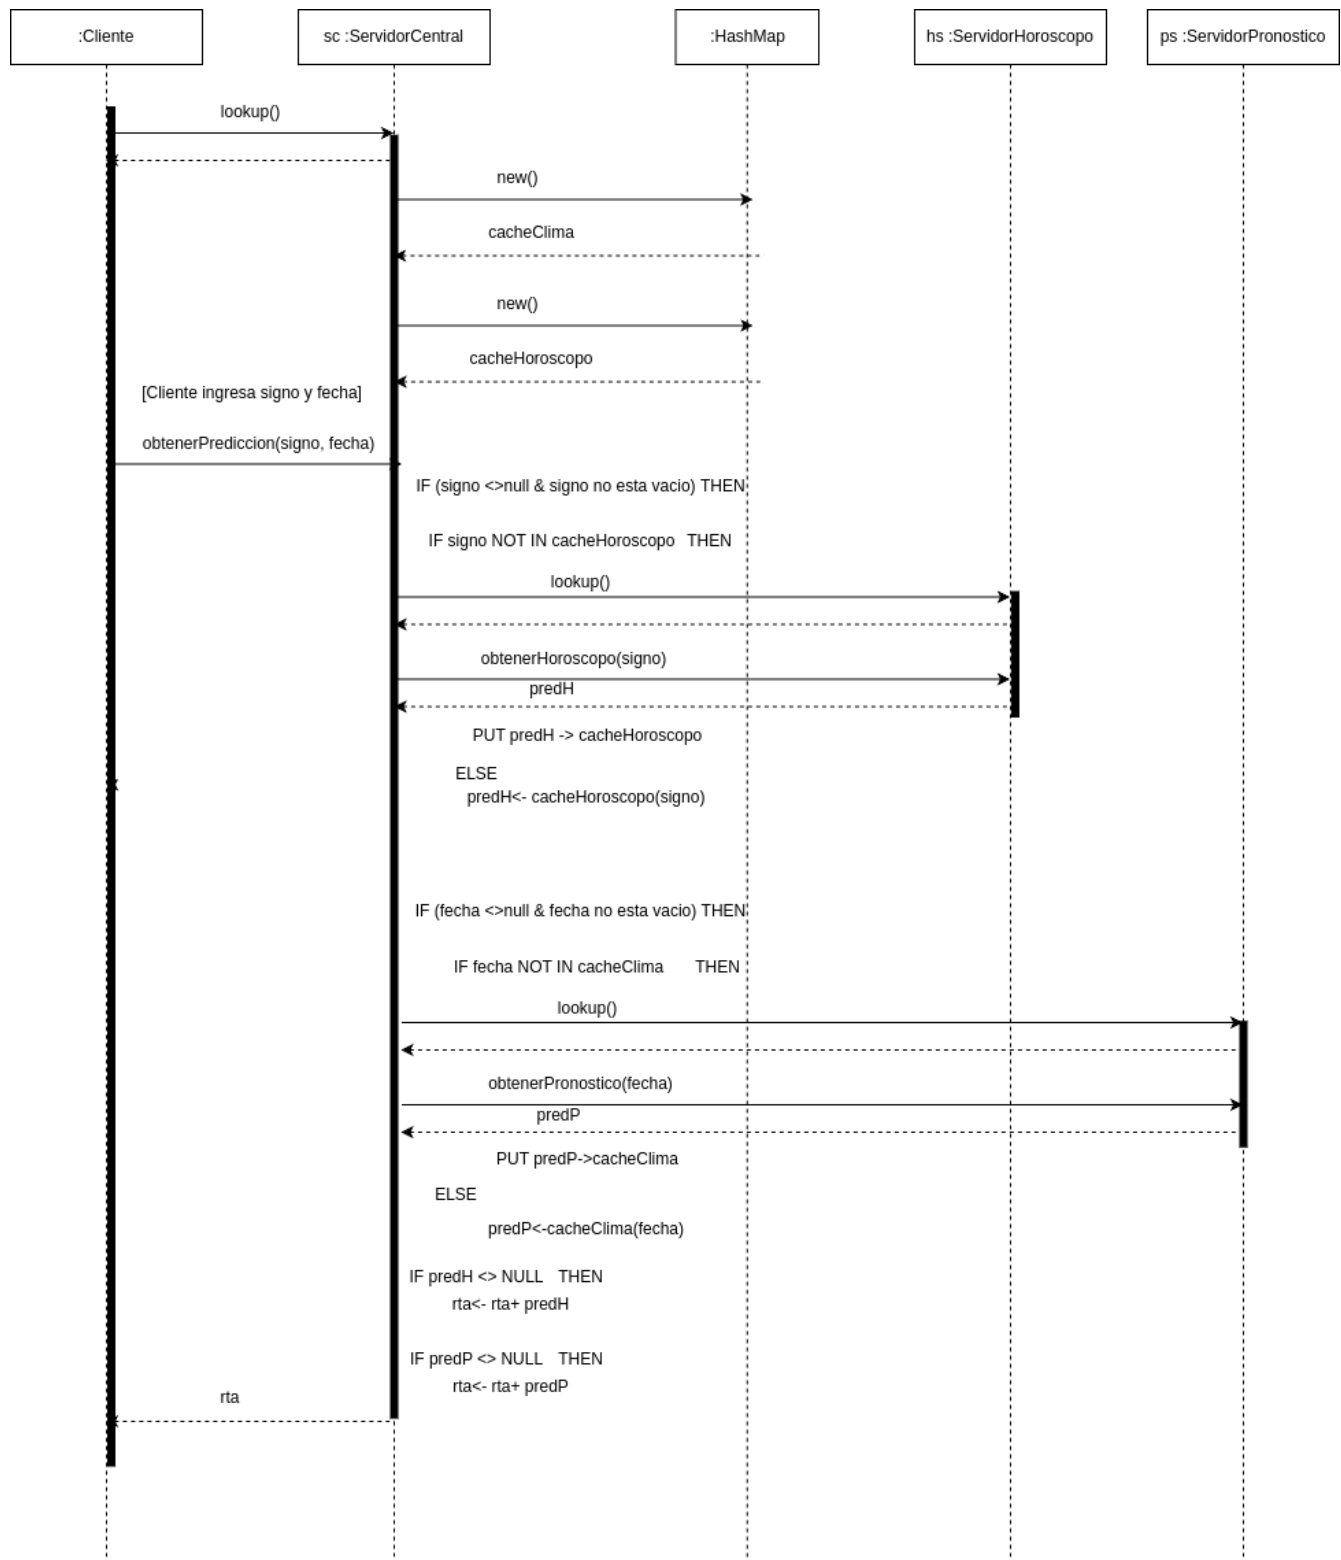 :Cliente
sc :ServidorCentral
:HashMap
hs :ServidorHoroscopo
ps :ServidorPronostico
lookup()
new()
cacheClima
new()
cacheHoroscopo
[Cliente ingresa signo y fecha]
obtenerPrediccion(signo, fecha)
IF (signo <>null & signo no esta vacio) THEN
IF signo NOT IN cacheHoroscopo THEN
lookup()
obtenerHoroscopo(signo)
predH
PUT predH -> cacheHoroscopo
ELSE
predH<- cacheHoroscopo(signo)
IF (fecha <>null & fecha no esta vacio) THEN
IF fecha NOT IN cacheClima THEN
lookup()
obtenerPronostico(fecha)
predP
PUT predP->cacheClima
ELSE
predP<-cacheClima(fecha)
IF predH <> NULL THEN
rta<- rta+ predH
IF predP <> NULL THEN
rta<- rta+ predP
rta